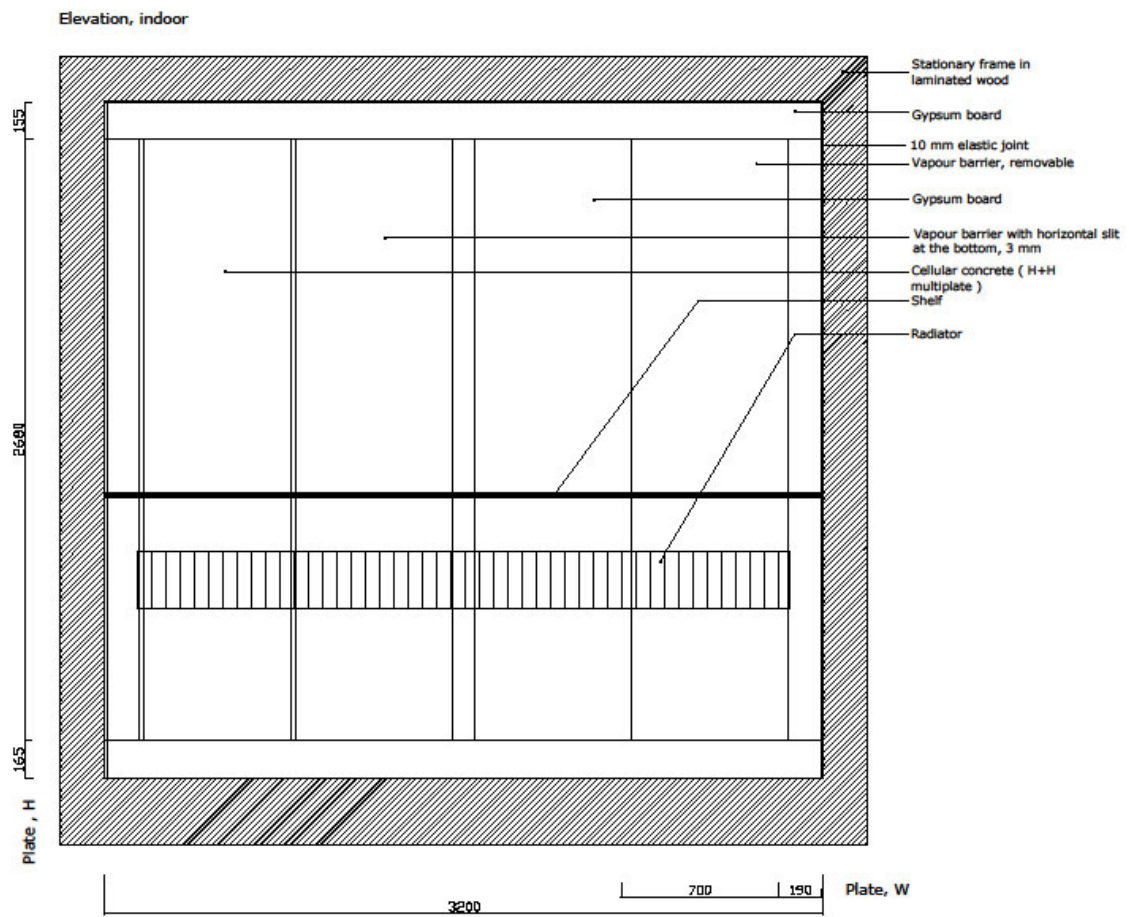 Elevation, indoor
Stationary frame in
laminated wood
Gypsum board
10 mm elastic joint
Vapour barrier, removable
Gypsum board
Vapour barrier with horizontal slit
at the bottom, 3 mm
Cellular concrete ( H+H
multiplate )
Shelf
Radiator
155
2680
165
Plate , H
700
190
Plate, W
3200